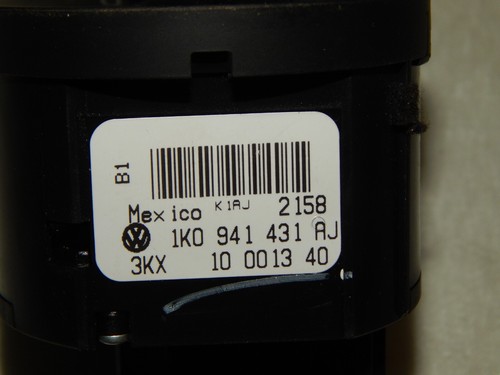 B1
Mexico K1AJ 2158
1K0 941 431 AJ
3KX 10 0013 40